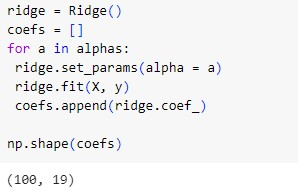 ridge = Ridge()
coefs = []
for a in alphas:
 ridge.set_params(alpha = a)
 ridge.fit(X, y)
 coefs.append(ridge.coef_)
np.shape(coefs)
(100, 19)